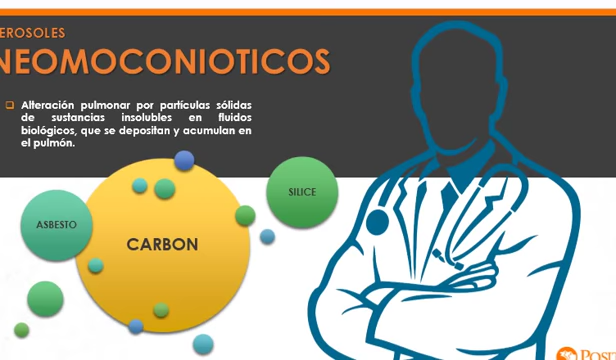 EROSOLES
NEOMOCONIOTICOS
❑ Alteración pulmonar por partículas sólidas
de sustancias insolubles en fluidos
biológicos, que se depositan y acumulan en
el pulmón.
SILICE
ASBESTO
CARBON